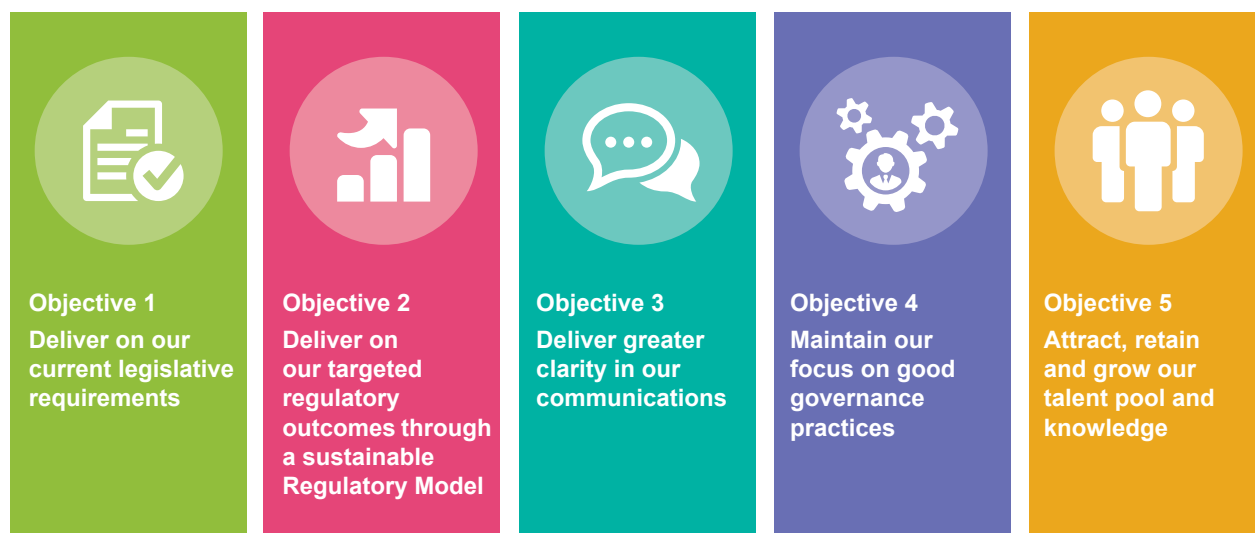 Objective 1
Deliver on our
current legislative
requirements
Objective 2
Deliver on
our targeted
regulatory
outcomes through
a sustainable
Regulatory Model
Objective 3
Deliver greater
clarity in our
communications
Objective 4
Maintain our
focus on good
governance
practices
Objective 5
Attract, retain
and grow our
talent pool and
knowledge